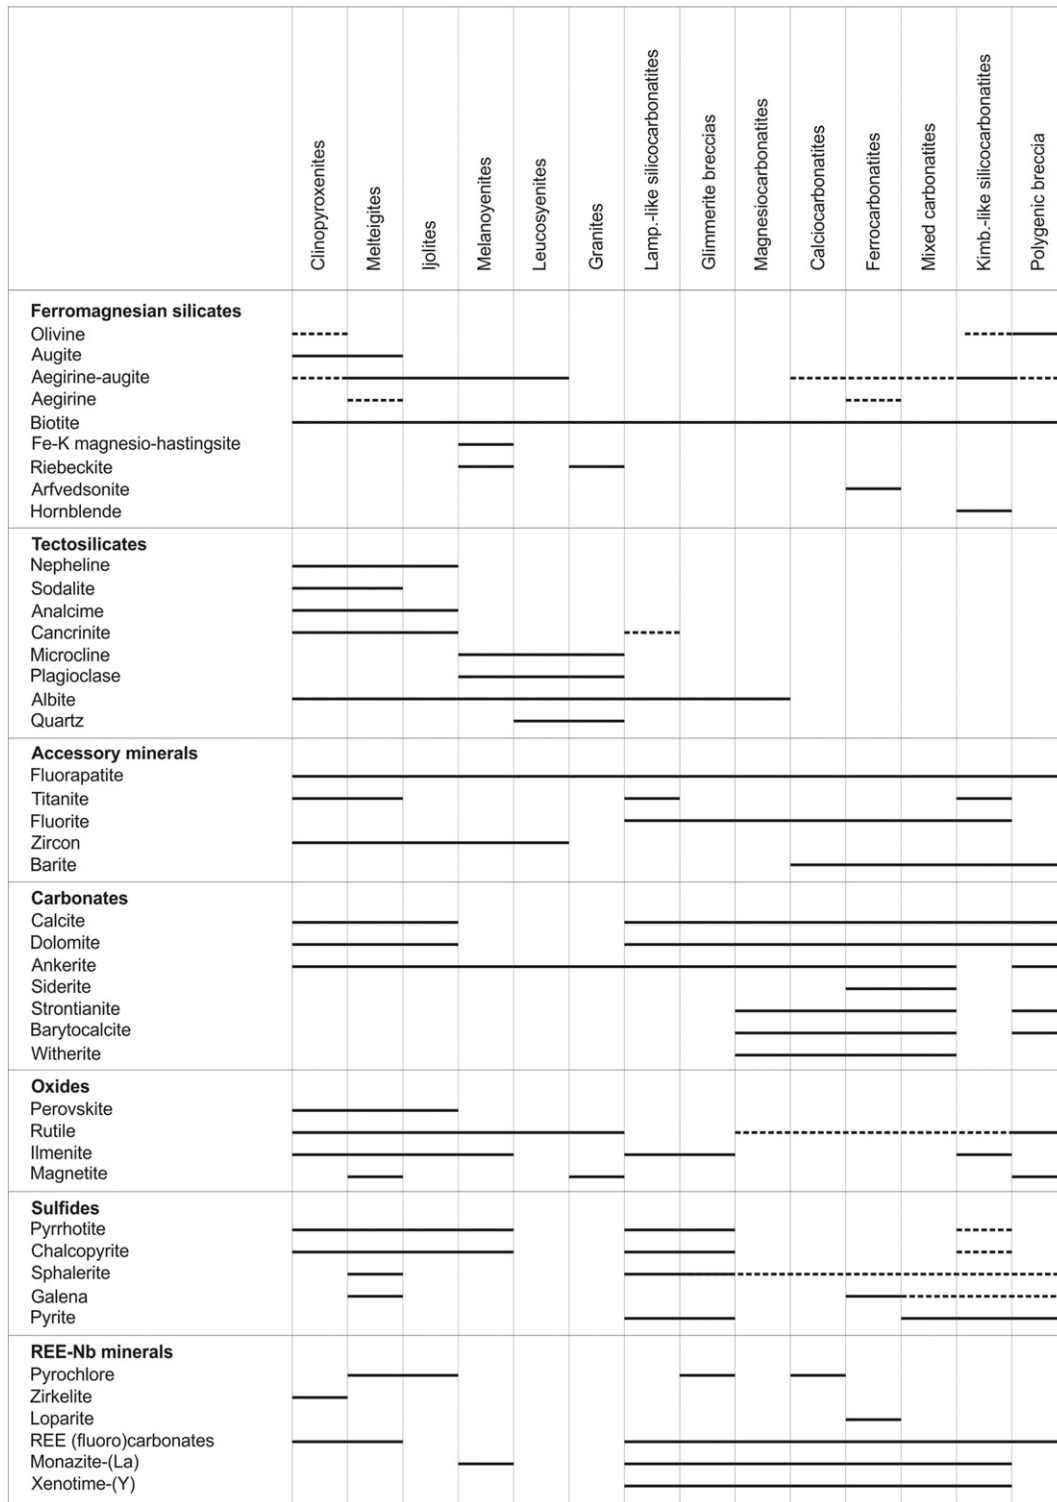 Clinopyroxenites
Melteigites
Ijolites
Melanoyenites
Leucosyenites
Granites
Lamp.-like silicocarbonatites
Glimmerite breccias
Magnesiocarbonatites
Calciocarbonatites
Ferrocarbonatites
Mixed carbonatites
Kimb.-like silicocarbonatites
Polygenic breccia
Ferromagnesian silicates
Olivine
Augite
Aegirine-augite
Aegirine
Biotite
Fe-K magnesio-hastingsite
Riebeckite
Arfvedsonite
Hornblende
Tectosilicates
Nepheline
Sodalite
Analcime
Cancrinite
Microcline
Plagioclase
Albite
Quartz
Accessory minerals
Fluorapatite
Titanite
Fluorite
Zircon
Barite
Carbonates
Calcite
Dolomite
Ankerite
Siderite
Strontianite
Barytocalcite
Witherite
Oxides
Perovskite
Rutile
Ilmenite
Magnetite
Sulfides
Pyrrhotite
Chalcopyrite
Sphalerite
Galena
Pyrite
REE-Nb minerals
Pyrochlore
Zirkelite
Loparite
REE (fluoro)carbonates
Monazite-(La)
Xenotime-(Y)